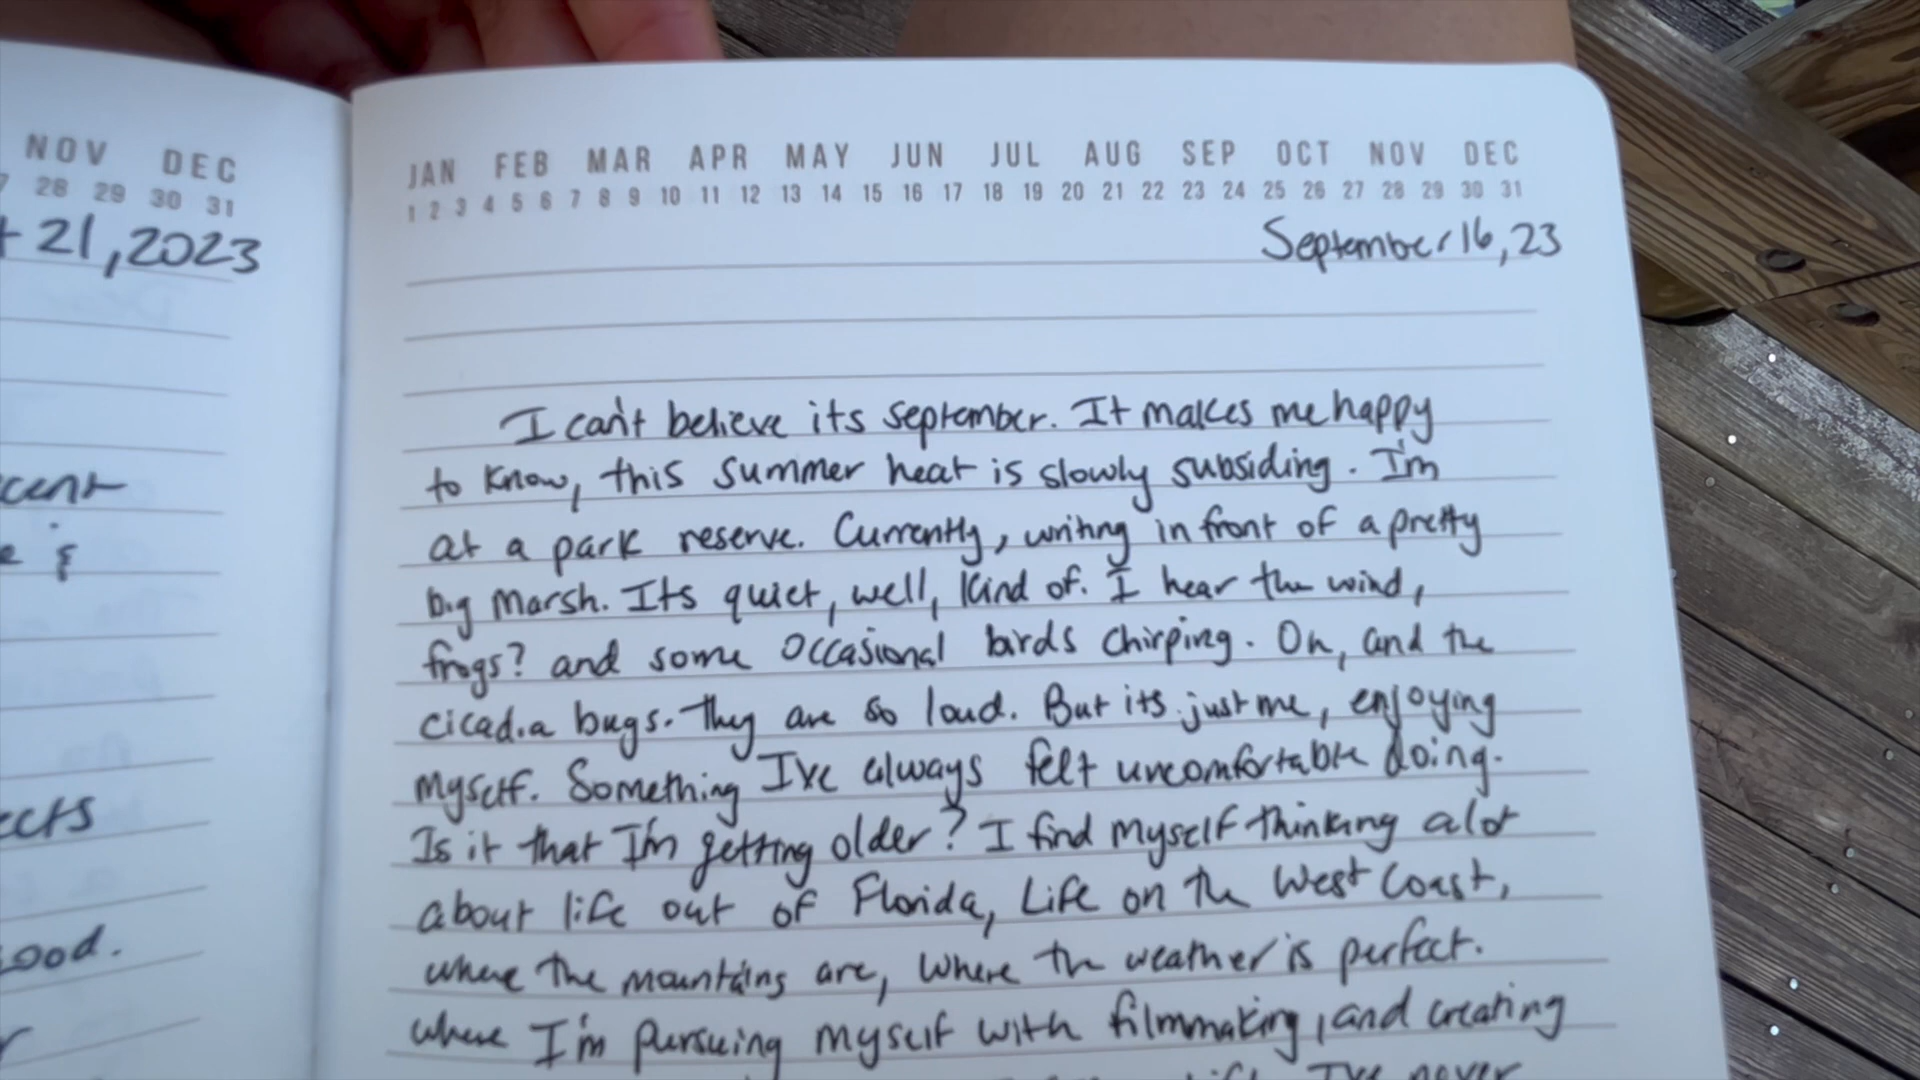 NOV DEC
28 29 30 31
21, 2023
cent
e &
ects
ood.
JAN FEB MAR APR MAY JUN JUL AUG SEP OCT NOV DEC
1 2 3 4 5 6 7 8 9 10 11 12 13 14 15 16 17 18 19 20 21 22 23 24 25 26 27 28 29 30 31
September 16, 23
I can't believe its september. It makes me happy
to know, this summer heat is slowly subsiding. I'm
at a park reserve. Currently, writing in front of a pretty
big marsh. Its quiet, well, kind of. I hear the wind,
frogs? and some occasional birds chirping. Oh, and the
cicadia bugs. They are so loud. But its just me, enjoying
myself. Something I've always felt uncomfortable doing.
Is it that I'm getting older? I find myself thinking alot
about life out of Florida, Life on the West Coast,
where the mountains are, where the weather is perfect.
where I'm pursuing myself with filmmaking, and creating
I've never